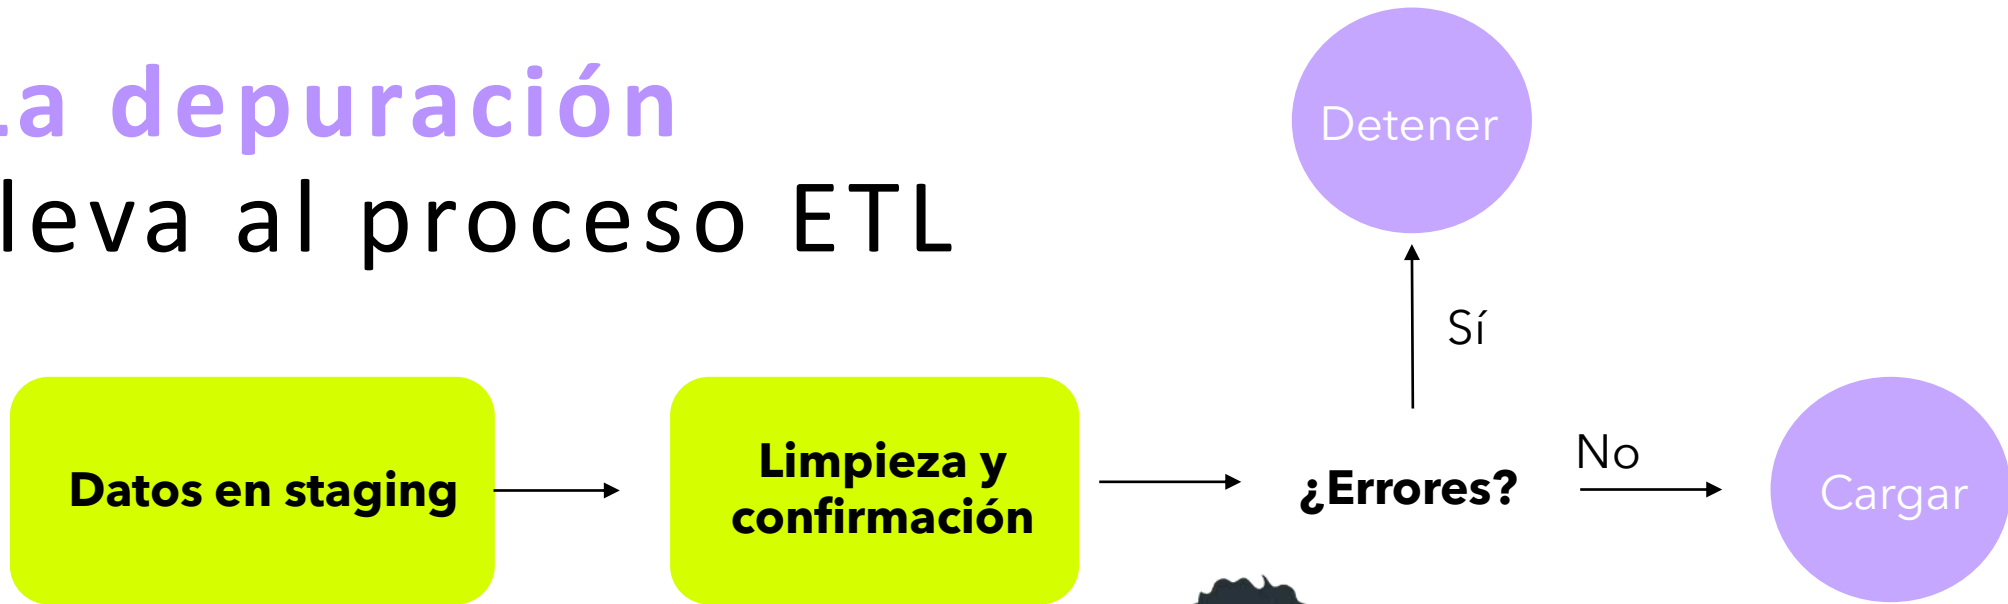 La depuración
lleva al proceso ETL
Detener
Sí
Datos en staging
Limpieza y
confirmación
¿Errores?
No
Cargar